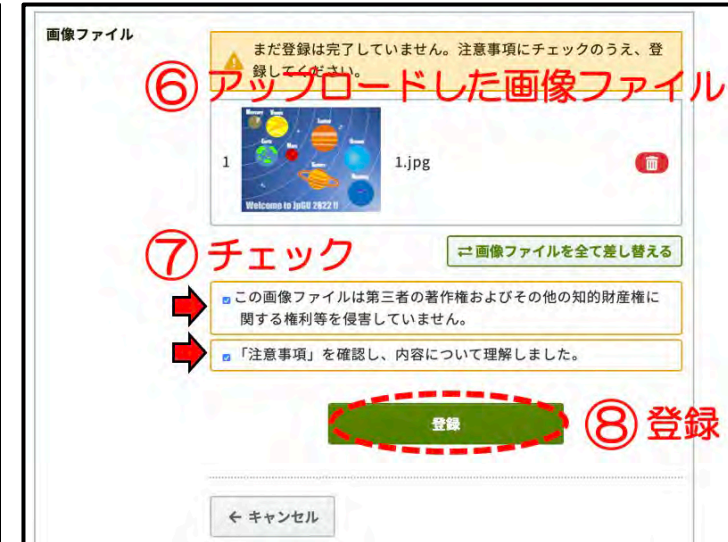 画像ファイル
まだ登録は完了していません。注意事項にチェックのうえ、登
録してください。
⑥アップロードした画像ファイル
1
1.jpg
Welcome to JpGU 2022 !!
⑦チェック
⇄画像ファイルを全て差し替える
この画像ファイルは第三者の著作権およびその他の知的財産権に
関する権利等を侵害していません。
「注意事項」を確認し、内容について理解しました。
登録
⑧登録
← キャンセル